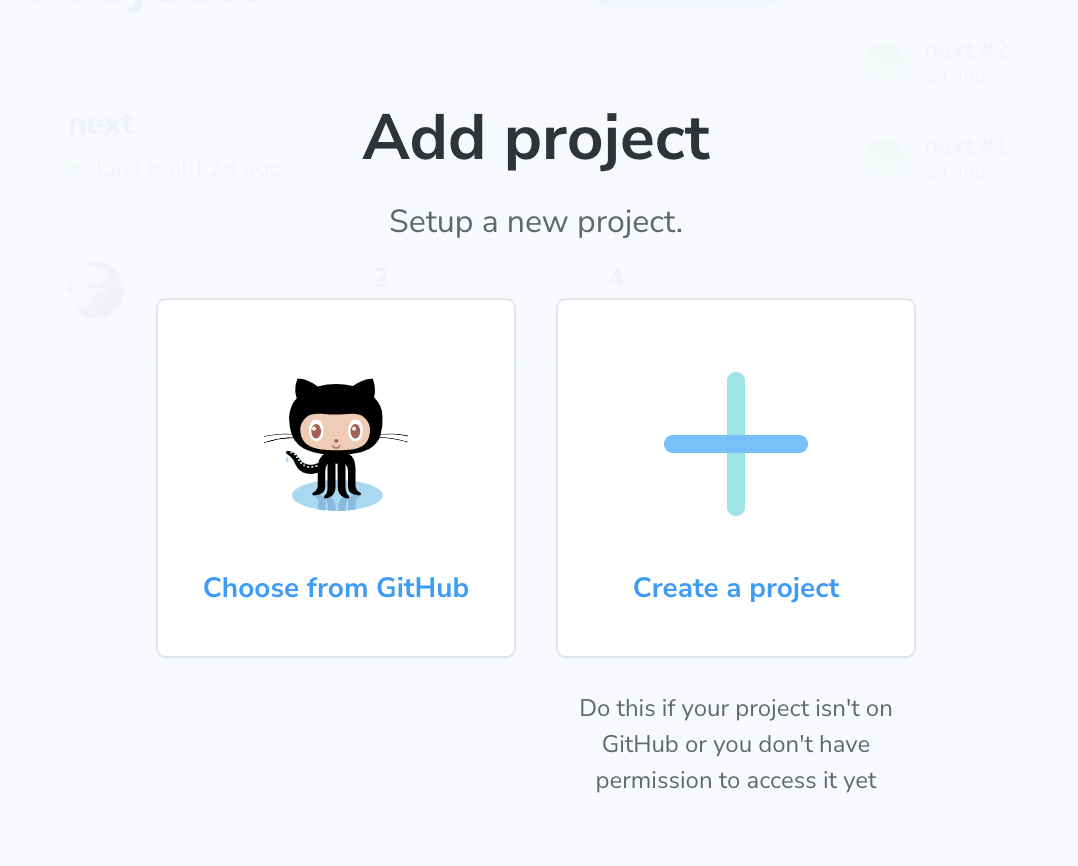 next #2
2d ago
Add project
next
next #1
Last build 2d ago
2d ago
Setup a new project.
2
4
Choose from GitHub
Create a project
Do this if your project isn't on
GitHub or you don't have
permission to access it yet